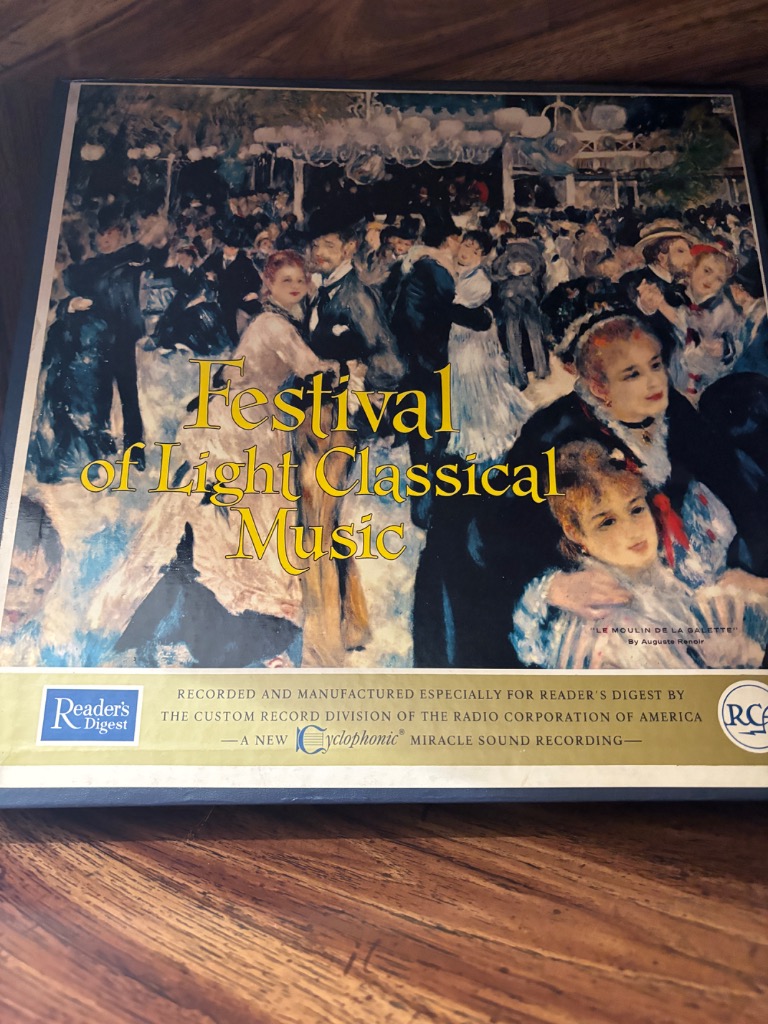 Festival
of Light Classical
Music
"LE MOULIN DE LA GALETTE"
By Auguste Renoir
Reader's
Digest
RECORDED AND MANUFACTURED ESPECIALLY FOR READER'S DIGEST BY
THE CUSTOM RECORD DIVISION OF THE RADIO CORPORATION OF AMERICA
—A NEW Cyclophonic® MIRACLE SOUND RECORDING—
RCA